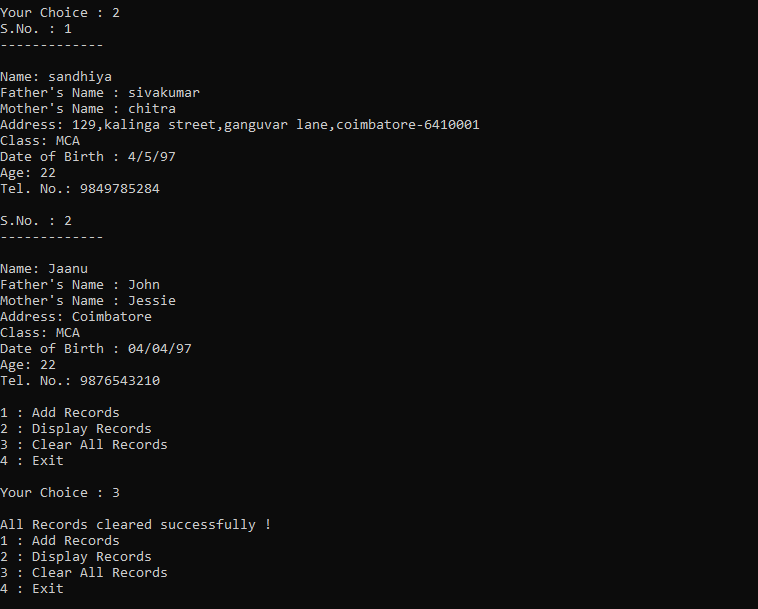 Your Choice : 2
S.No. : 1
-------------
Name: sandhiya
Father's Name : sivakumar
Mother's Name : chitra
Address: 129,kalinga street,ganguvar lane,coimbatore-6410001
Class: MCA
Date of Birth : 4/5/97
Age: 22
Tel. No.: 9849785284
S.No. : 2
-------------
Name: Jaanu
Father's Name : John
Mother's Name : Jessie
Address: Coimbatore
Class: MCA
Date of Birth : 04/04/97
Age: 22
Tel. No.: 9876543210
1 : Add Records
2 : Display Records
3 : Clear All Records
4 : Exit
Your Choice : 3
All Records cleared successfully !
1 : Add Records
2 : Display Records
3 : Clear All Records
4 : Exit